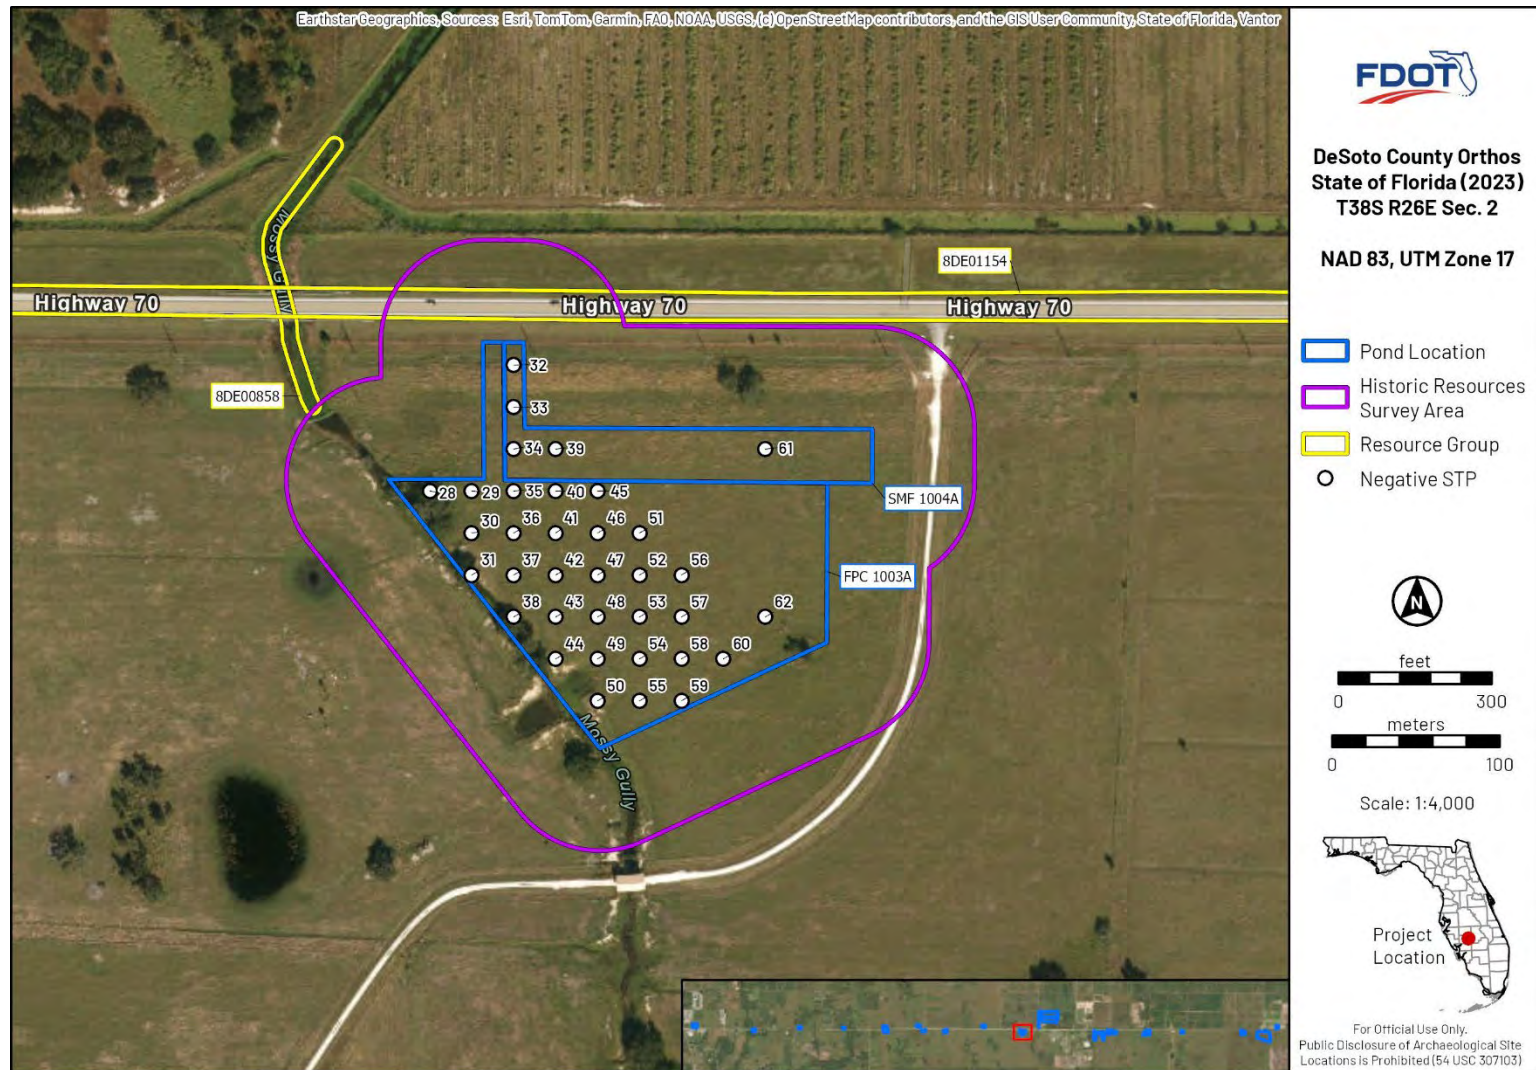 Earthstar Geographics, Sources: Esri, TomTom, Garmin, FAO, NOAA, USGS, (c) OpenStreetMap contributors, and the GIS User Community, State of Florida, Vantor
Mossy Gully
8DE01154
Highway 70
Highway 70
Highway 70
8DE00858
32
33
34
39
61
28
29
35
40
45
SMF 1004A
30
36
41
46
51
31
37
42
47
52
56
FPC 1003A
38
43
48
53
57
62
44
49
54
58
60
50
55
59
Mossy Gully
FDOT
DeSoto County Orthos
State of Florida (2023)
T38S R26E Sec. 2
NAD 83, UTM Zone 17
Pond Location
Historic Resources
Survey Area
Resource Group
Negative STP
N
feet
0 300
meters
0 100
Scale: 1:4,000
Project
Location
For Official Use Only.
Public Disclosure of Archaeological Site
Locations is Prohibited (54 USC 307103)